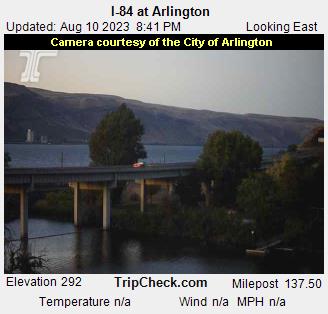 I-84 at Arlington
Updated: Aug 10 2023 8:41 PM Looking East
Camera courtesy of the City of Arlington
Elevation 292 TripCheck.com Milepost 137.50
Temperature n/a Wind n/a MPH n/a